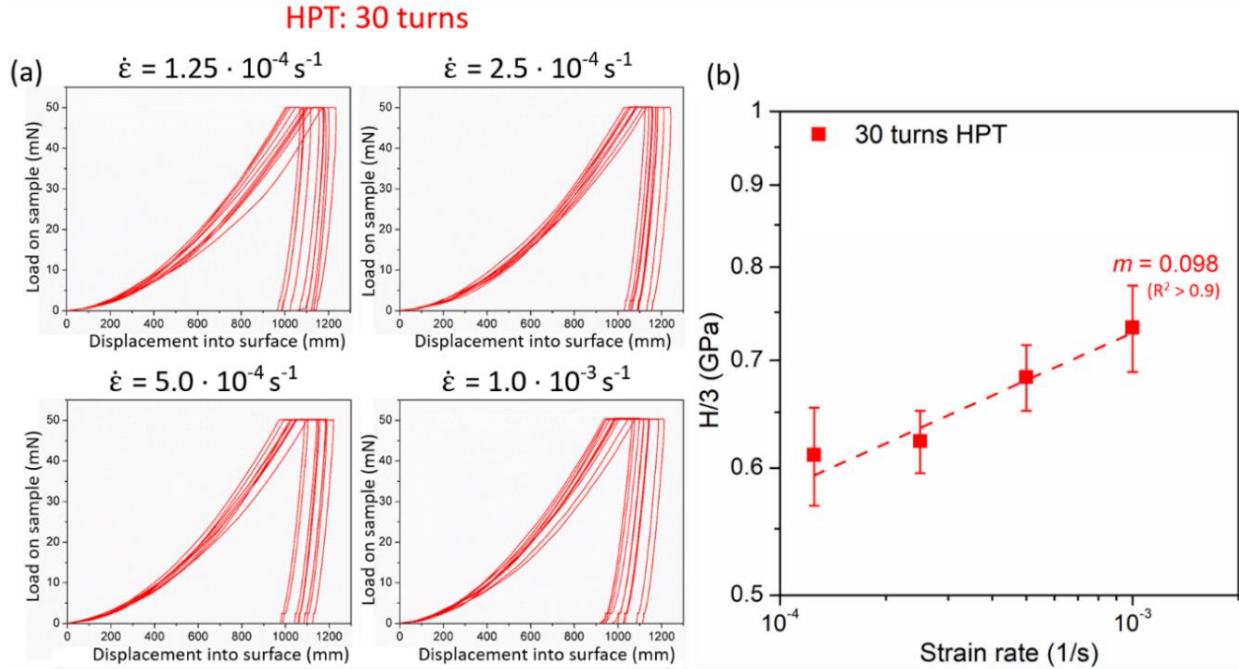 HPT: 30 turns
(a)
ε̇ = 1.25 · 10⁻⁴ s⁻¹
50
40
30
20
10
0
Load on sample (mN)
0 200 400 600 800 1000 1200
Displacement into surface (mm)
ε̇ = 2.5 · 10⁻⁴ s⁻¹
50
40
30
20
10
0
Load on sample (mN)
0 200 400 600 800 1000 1200
Displacement into surface (mm)
ε̇ = 5.0 · 10⁻⁴ s⁻¹
50
40
30
20
10
0
Load on sample (mN)
0 200 400 600 800 1000 1200
Displacement into surface (mm)
ε̇ = 1.0 · 10⁻³ s⁻¹
50
40
30
20
10
0
Load on sample (mN)
0 200 400 600 800 1000 1200
Displacement into surface (mm)
(b)
30 turns HPT
m = 0.098
(R² > 0.9)
1
0.9
0.8
0.7
0.6
0.5
H/3 (GPa)
10⁻⁴ 10⁻³
Strain rate (1/s)